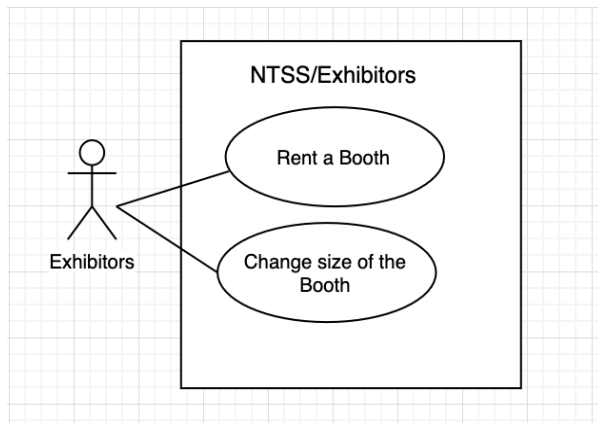 NTSS/Exhibitors
Rent a Booth
Exhibitors
Change size of the
Booth